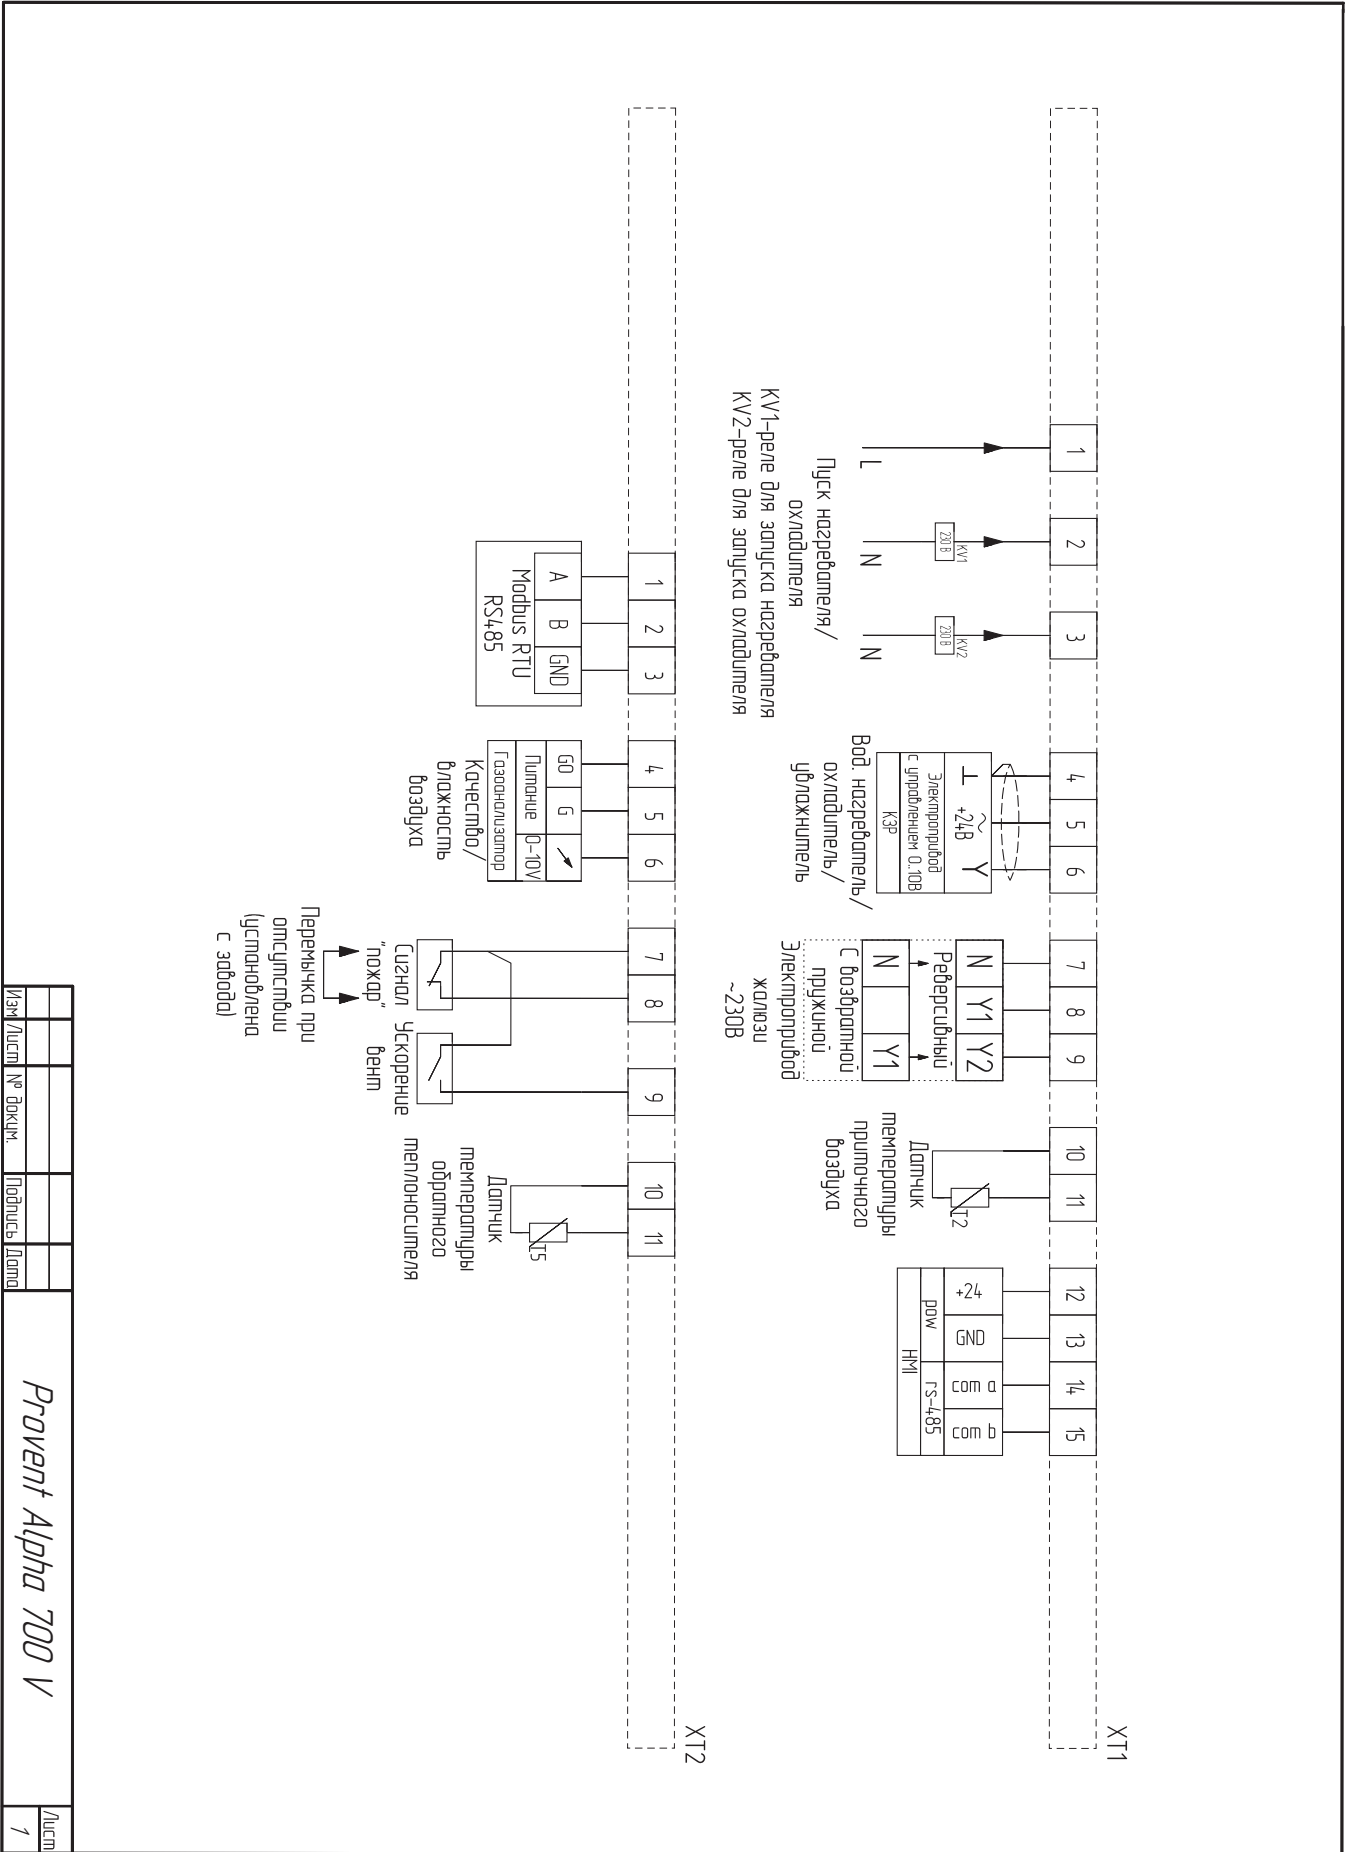 XT1
1
2
3
4
5
6
7
8
9
10
11
12
13
14
15
L
N
N
KV1
230 В
KV2
230 В
Пуск нагревателя/
охладителя
KV1-реле для запуска нагревателя
KV2-реле для запуска охладителя
⊥
~
+24В
Y
Электропривод
с управлением 0..10В
КЗР
Вод. нагреватель/
охладитель/
увлажнитель
N
Y1
Y2
Реверсивный
N
Y1
С возвратной
пружиной
Электропривод
жалюзи
~230В
T2
Датчик
температуры
приточного
воздуха
+24
GND
com a
com b
pow
rs-485
HMI
XT2
1
2
3
4
5
6
7
8
9
10
11
A
B
GND
Modbus RTU
RS485
G0
G
Питание
0-10V
Газоанализатор
Качество/
влажность
воздуха
Сигнал
"пожар"
Перемычка при
отсутствии
(установлена
с завода)
Ускорение
вент
T5
Датчик
температуры
обратного
теплоносителя
Изм
Лист
№ докум.
Подпись
Дата
Provent Alpha 700 V
Лист
1